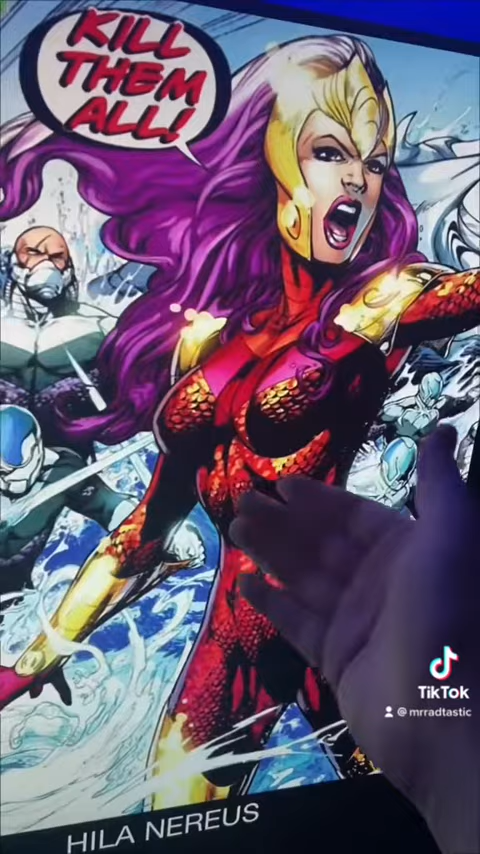 KILL
THEM
ALL!
TikTok
@mrradtastic
HILA NEREUS